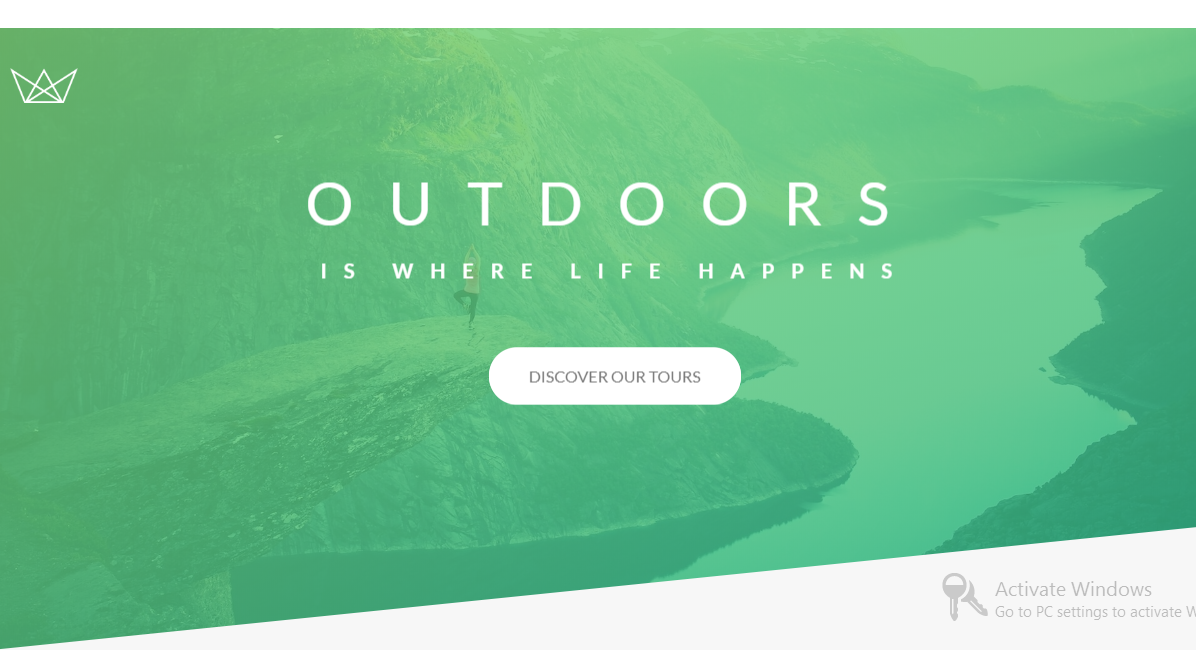 OUTDOORS
IS WHERE LIFE HAPPENS
DISCOVER OUR TOURS
Activate Windows
Go to PC settings to activate W